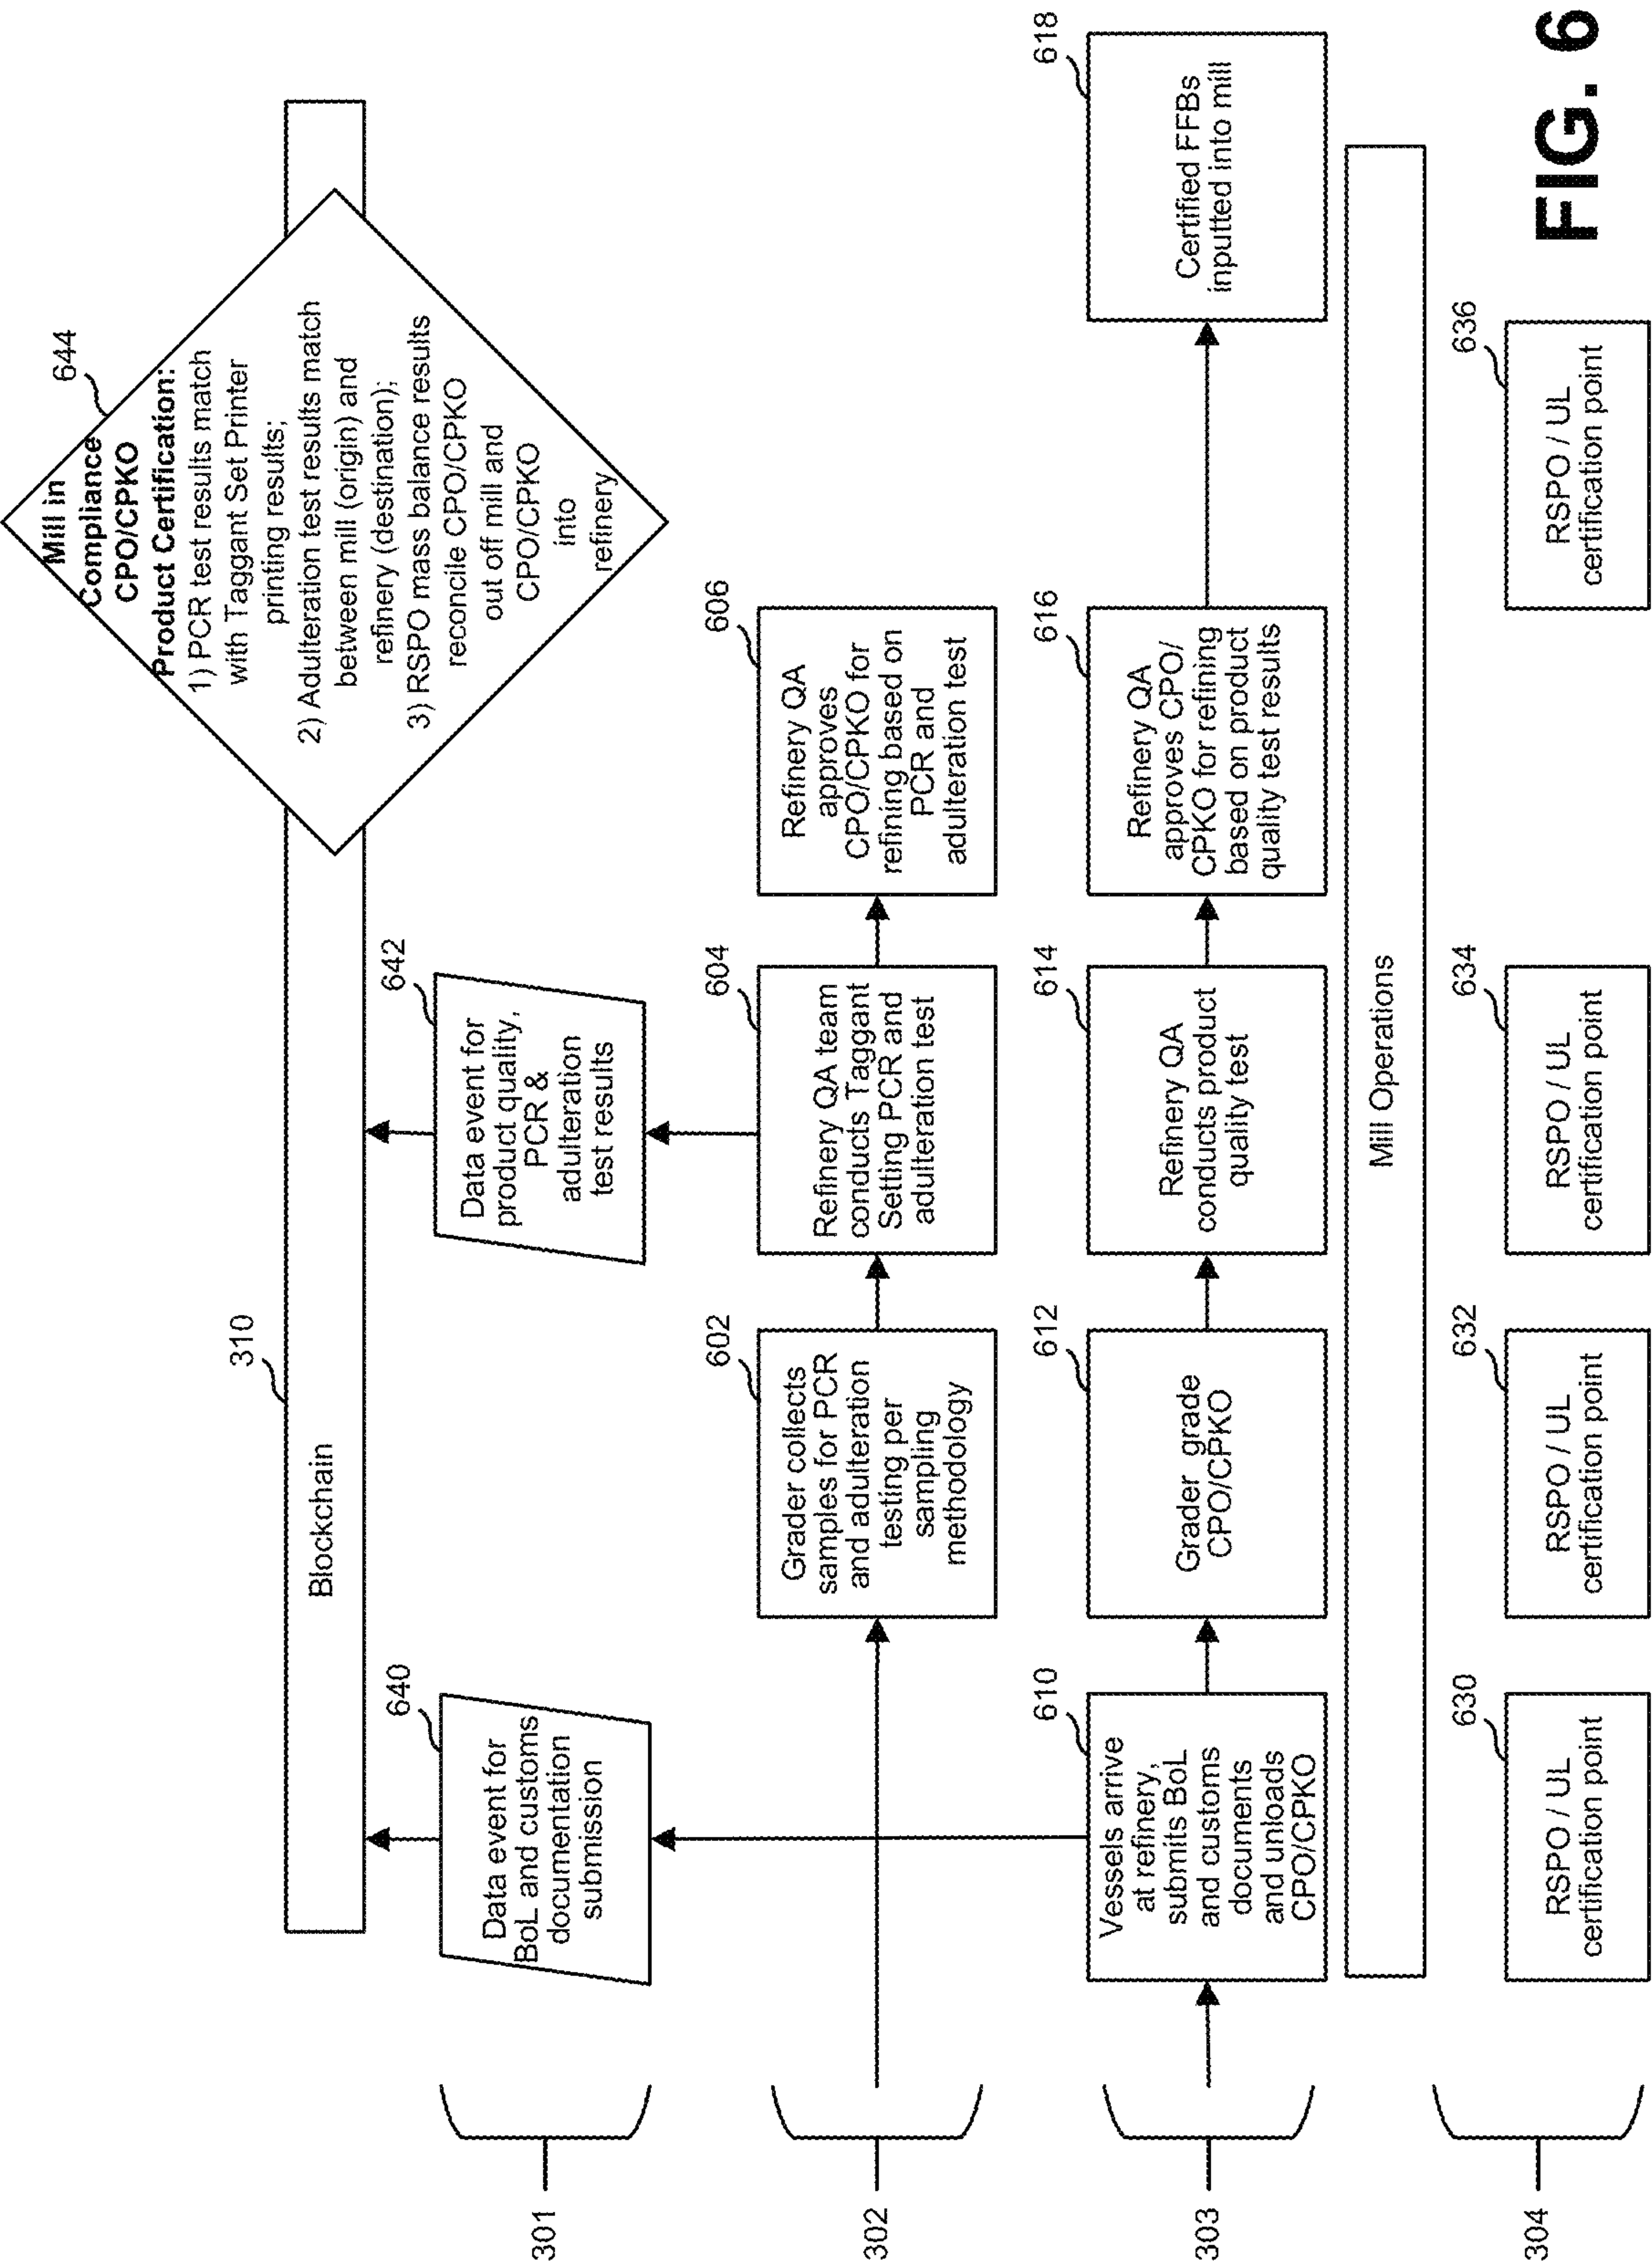 310
Blockchain
644
Mill in
Compliance
CPO/CPKO
Product Certification:
1) PCR test results match
with Taggant Set Printer
printing results;
2) Adulteration test results match
between mill (origin) and
refinery (destination);
3) RSPO mass balance results
reconcile CPO/CPKO
out off mill and
CPO/CPKO
into
refinery
301
640
Data event for
BoL and customs
documentation
submission
642
Data event for
product quality,
PCR &
adulteration
test results
302
602
Grader collects
samples for PCR
and adulteration
testing per
sampling
methodology
604
Refinery QA team
conducts Taggant
Setting PCR and
adulteration test
606
Refinery QA
approves
CPO/CPKO for
refining based on
PCR and
adulteration test
303
610
Vessels arrive
at refinery,
submits BoL
and customs
documents
and unloads
CPO/CPKO
612
Grader grade
CPO/CPKO
614
Refinery QA
conducts product
quality test
616
Refinery QA
approves CPO/
CPKO for refining
based on product
quality test results
618
Certified FFBs
inputted into mill
Mill Operations
304
630
RSPO / UL
certification point
632
RSPO / UL
certification point
634
RSPO / UL
certification point
636
RSPO / UL
certification point
FIG. 6